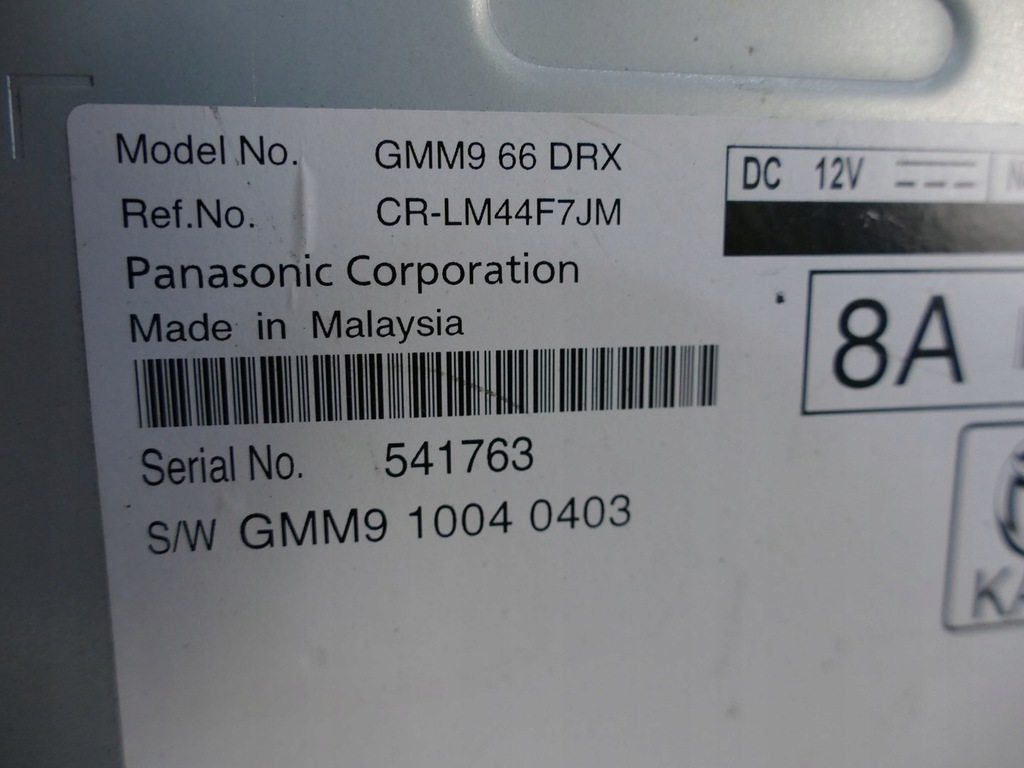 Model No. GMM9 66 DRX
Ref.No. CR-LM44F7JM
Panasonic Corporation
Made in Malaysia
Serial No. 541763
S/W GMM9 1004 0403
DC 12V
8A